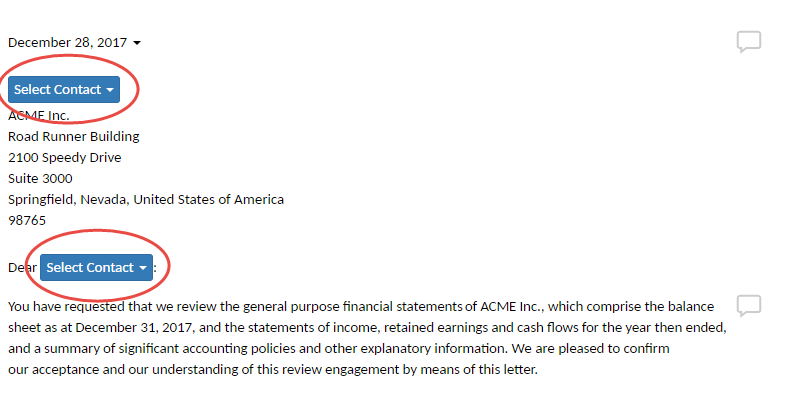 December 28, 2017
Select Contact
ACME Inc.
Road Runner Building
2100 Speedy Drive
Suite 3000
Springfield, Nevada, United States of America
98765
Dear Select Contact :
You have requested that we review the general purpose financial statements of ACME Inc., which comprise the balance
sheet as at December 31, 2017, and the statements of income, retained earnings and cash flows for the year then ended,
and a summary of significant accounting policies and other explanatory information. We are pleased to confirm
our acceptance and our understanding of this review engagement by means of this letter.